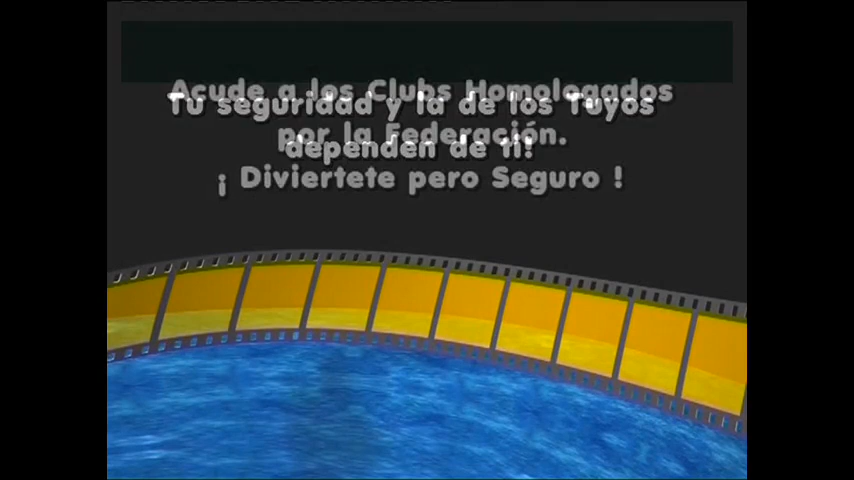 Acude a los Clubs Homologados
Tu seguridad y la de los Tuyos
por la Federación.
dependen de ti!
¡ Diviertete pero Seguro !